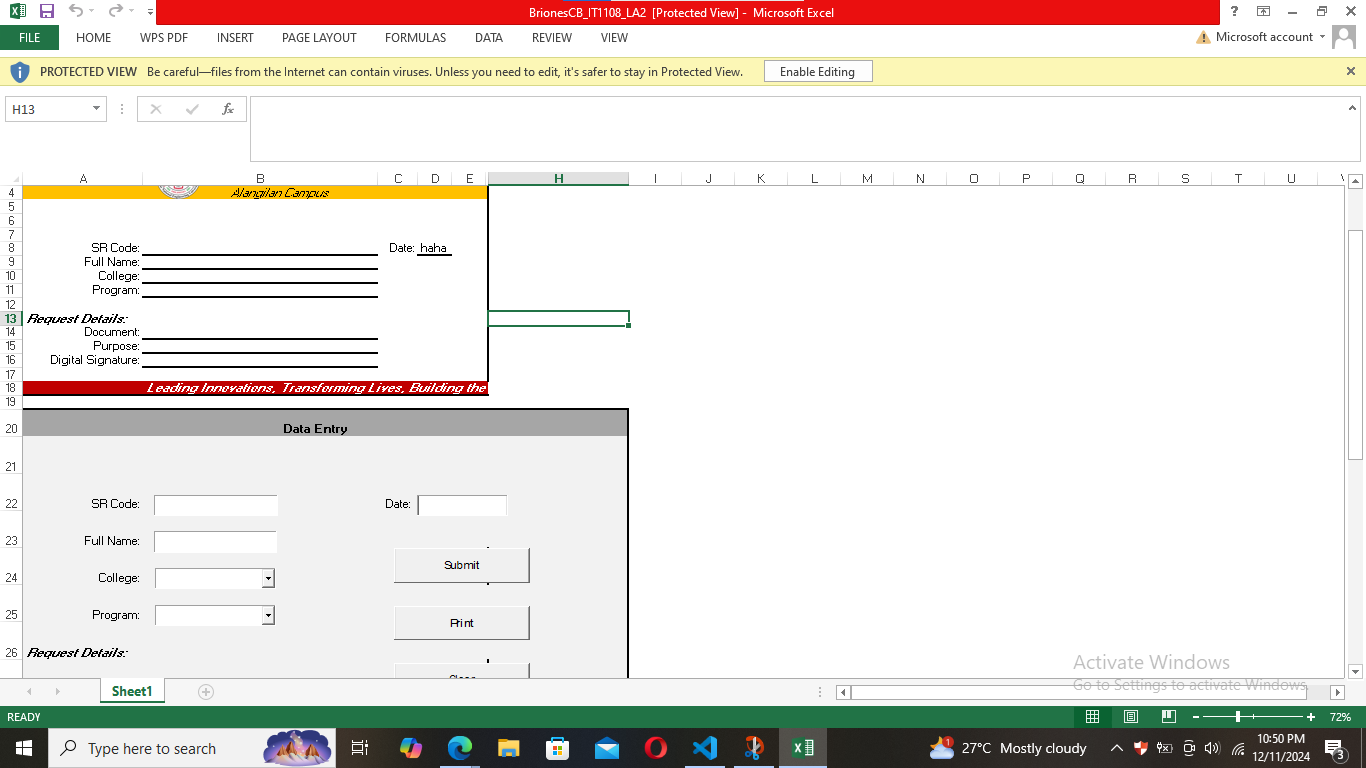 BrionesCB_IT1108_LA2 [Protected View] - Microsoft Excel
FILE HOME WPS PDF INSERT PAGE LAYOUT FORMULAS DATA REVIEW VIEW Microsoft account
PROTECTED VIEW Be careful—files from the Internet can contain viruses. Unless you need to edit, it's safer to stay in Protected View. Enable Editing
H13 fx
A B C D E H I J K L M N O P Q R S T U
4 Alangilan Campus
5
6
7
8 SR Code: Date: haha
9 Full Name:
10 College:
11 Program:
12
13 Request Details:
14 Document:
15 Purpose:
16 Digital Signature:
17
18 Leading Innovations, Transforming Lives, Building the
19
20 Data Entry
21
22 SR Code: Date:
23 Full Name:
Submit
24 College:
25 Program:
Print
26 Request Details:
Sheet1
Activate Windows
Go to Settings to activate Windows.
READY 72%
Type here to search
1 27°C Mostly cloudy
10:50 PM
12/11/2024
3